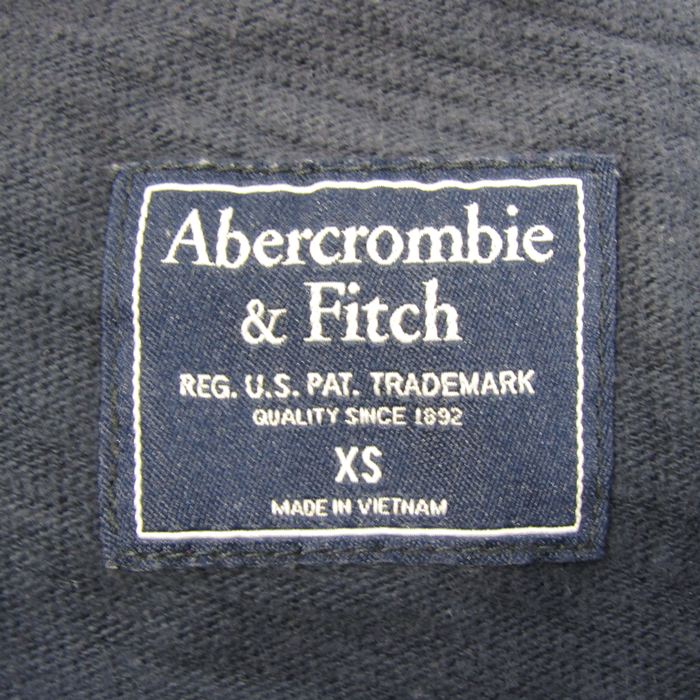 Abercrombie
& Fitch
REG. U.S. PAT. TRADEMARK
QUALITY SINCE 1892
XS
MADE IN VIETNAM